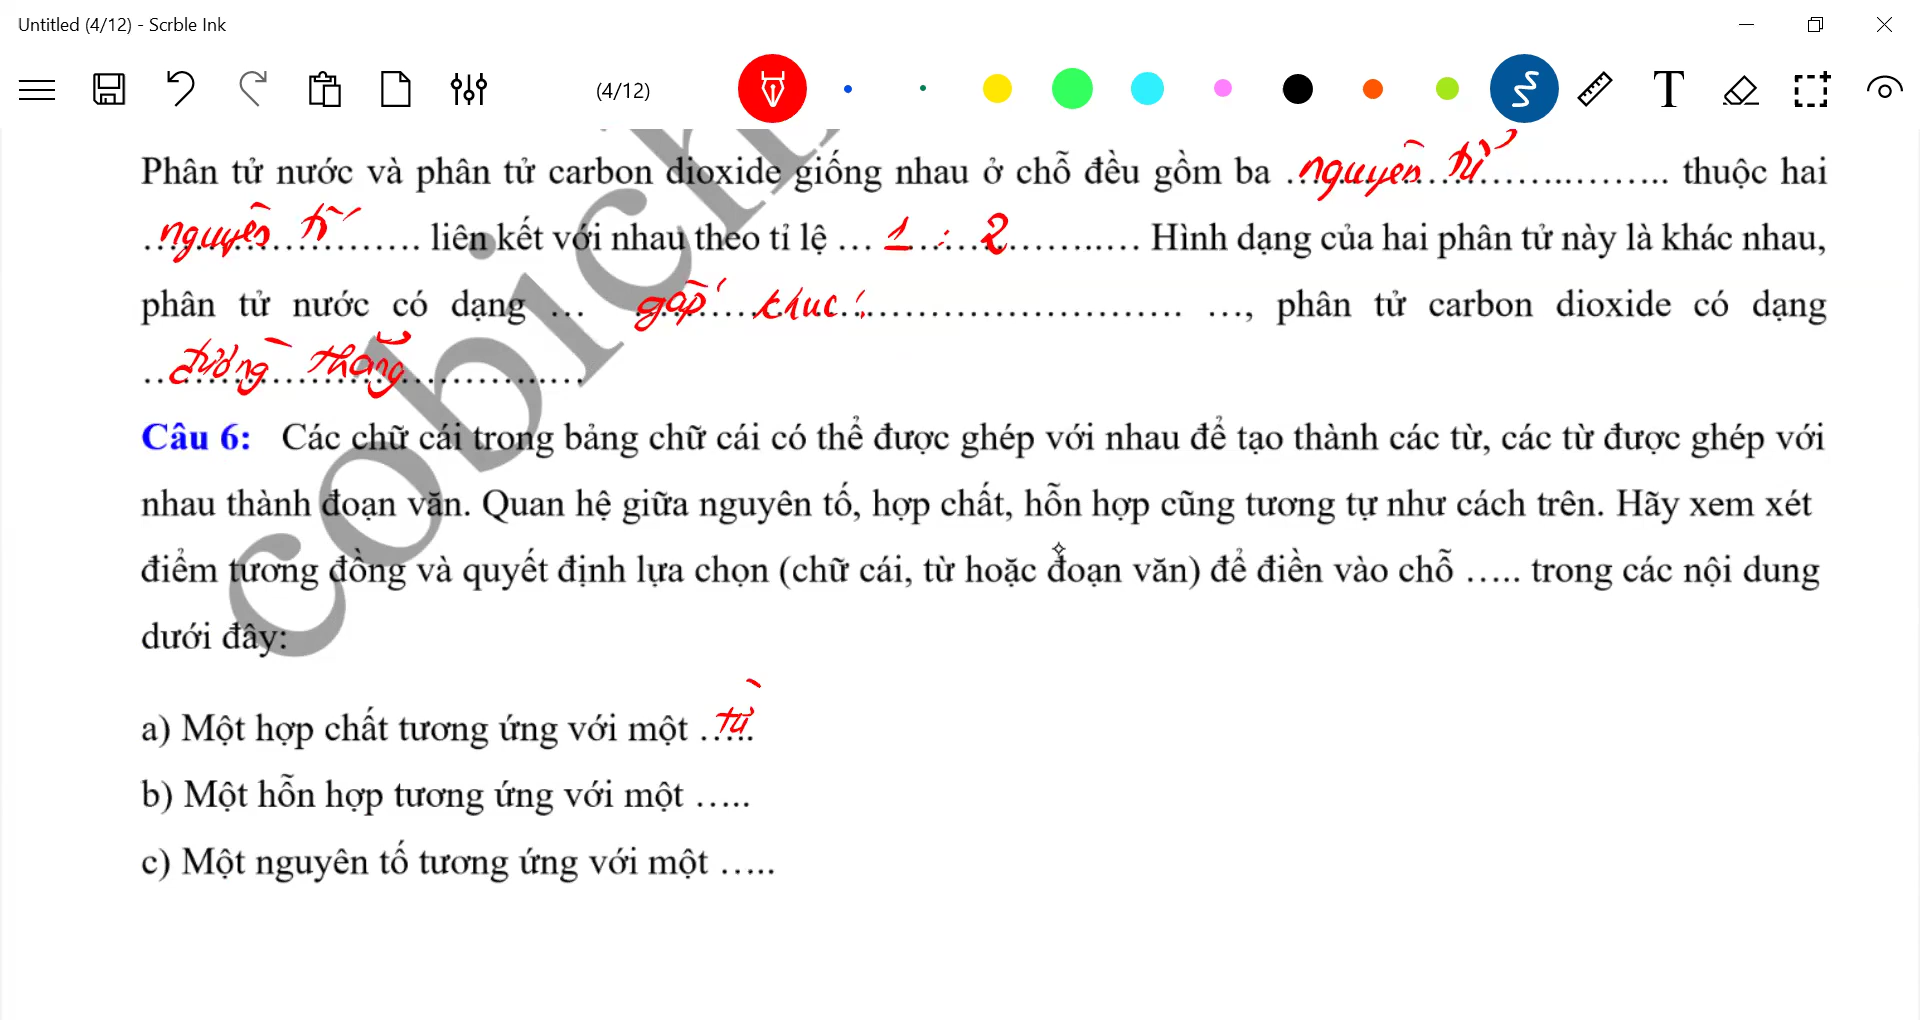 Untitled (4/12) - Scrble Ink
(4/12)
T
Phân tử nước và phân tử carbon dioxide giống nhau ở chỗ đều gồm ba ...nguyên tử............ thuộc hai
...nguyên tố............ liên kết với nhau theo tỉ lệ ... 1 : 2 ............ Hình dạng của hai phân tử này là khác nhau,
phân tử nước có dạng ... gấp khúc ............ ..., phân tử carbon dioxide có dạng
...đường thẳng............
Câu 6: Các chữ cái trong bảng chữ cái có thể được ghép với nhau để tạo thành các từ, các từ được ghép với
nhau thành đoạn văn. Quan hệ giữa nguyên tố, hợp chất, hỗn hợp cũng tương tự như cách trên. Hãy xem xét
điểm tương đồng và quyết định lựa chọn (chữ cái, từ hoặc đoạn văn) để điền vào chỗ ..... trong các nội dung
dưới đây:
a) Một hợp chất tương ứng với một ..từ...
b) Một hỗn hợp tương ứng với một .....
c) Một nguyên tố tương ứng với một .....